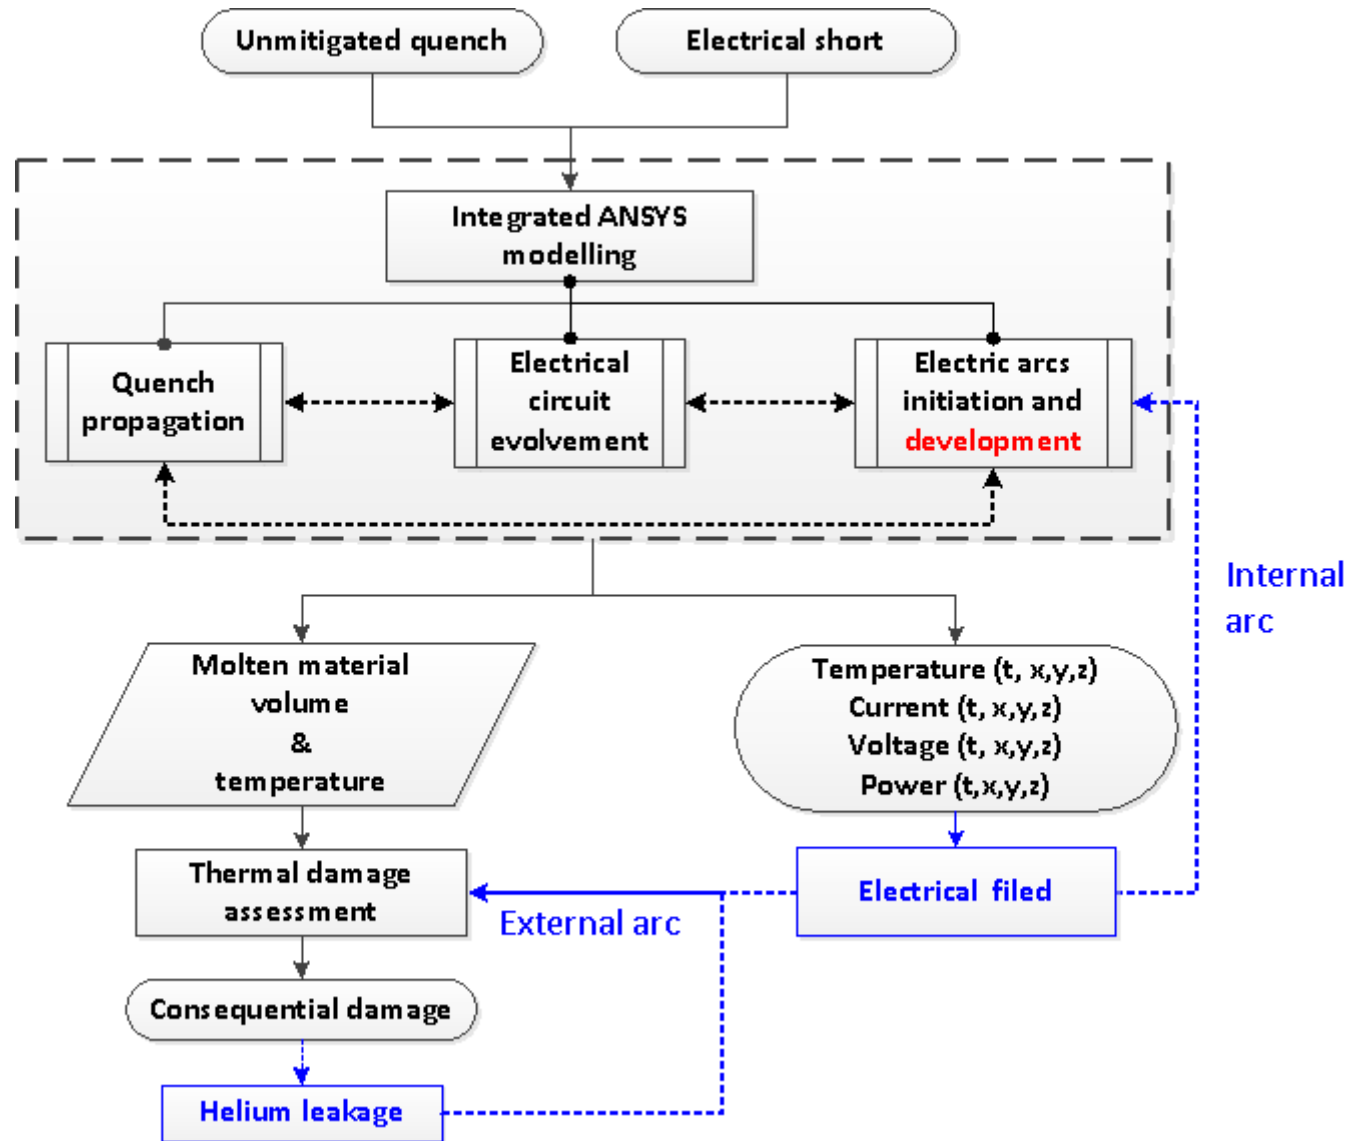 Unmitigated quench
Electrical short
Integrated ANSYS
modelling
Quench
propagation
Electrical
circuit
evolvement
Electric arcs
initiation and
development
Internal
arc
Molten material
volume
&
temperature
Temperature (t, x,y,z)
Current (t, x,y,z)
Voltage (t, x,y,z)
Power (t,x,y,z)
Thermal damage
assessment
External arc
Electrical filed
Consequential damage
Helium leakage